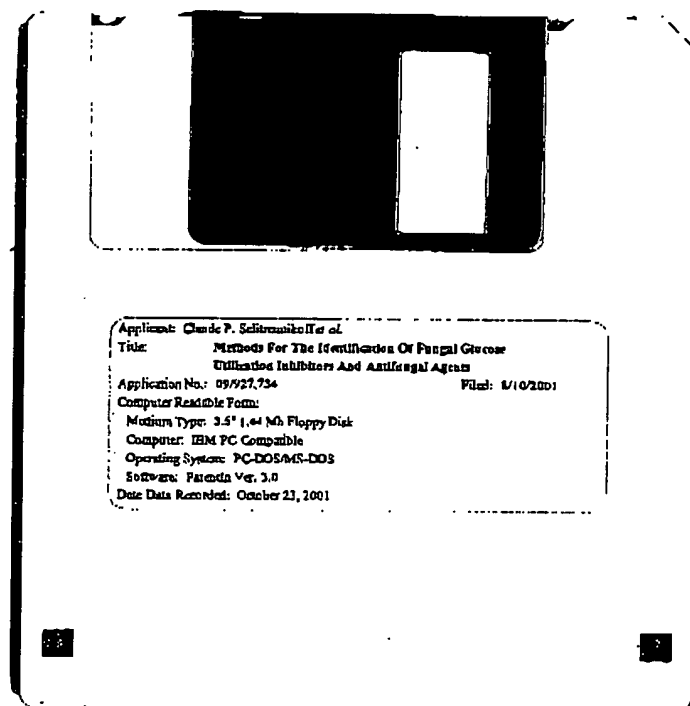 Applicant: Claude P. Selitrennikoff et al.
Title: Methods For The Identification Of Fungal Glucose
Utilization Inhibitors And Antifungal Agents
Application No.: 09/927,734 Filed: 8/10/2001
Computer Readable Form:
Medium Type: 3.5" 1.44 Mb Floppy Disk
Computer: IBM PC Compatible
Operating System: PC-DOS/MS-DOS
Software: Patentin Ver. 3.0
Date Data Recorded: October 23, 2001